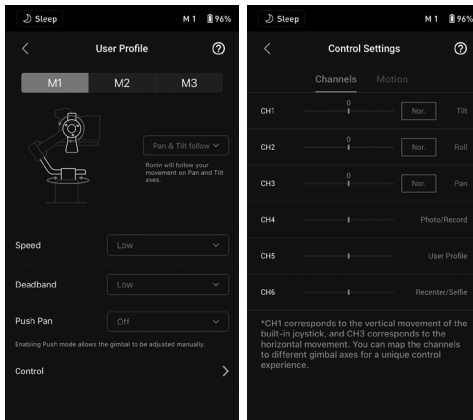 Sleep
M 1
96%
User Profile
?
M1
M2
M3
Pan & Tilt follow
Ronin will follow your
movement on Pan and Tilt
axes.
Speed
Low
Deadband
Low
Push Pan
Off
Enabling Push mode allows the gimbal to be adjusted manually.
Control
Sleep
M 1
96%
Control Settings
?
Channels
Motion
CH1
0
Nor.
Tilt
CH2
0
Nor.
Roll
CH3
0
Nor.
Pan
CH4
Photo/Record
CH5
User Profile
CH6
Recenter/Selfie
*CH1 corresponds to the vertical movement of the
built-in joystick, and CH3 corresponds to the
horizontal movement. You can map the channels
to different gimbal axes for a unique control
experience.